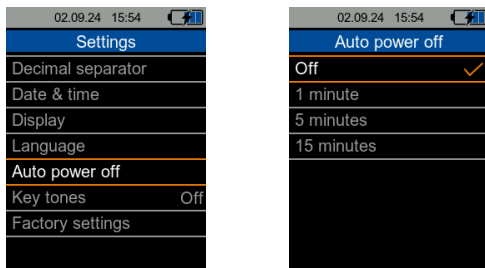 02.09.24 15:54
Settings
Decimal separator
Date & time
Display
Language
Auto power off
Key tones Off
Factory settings
02.09.24 15:54
Auto power off
Off
1 minute
5 minutes
15 minutes